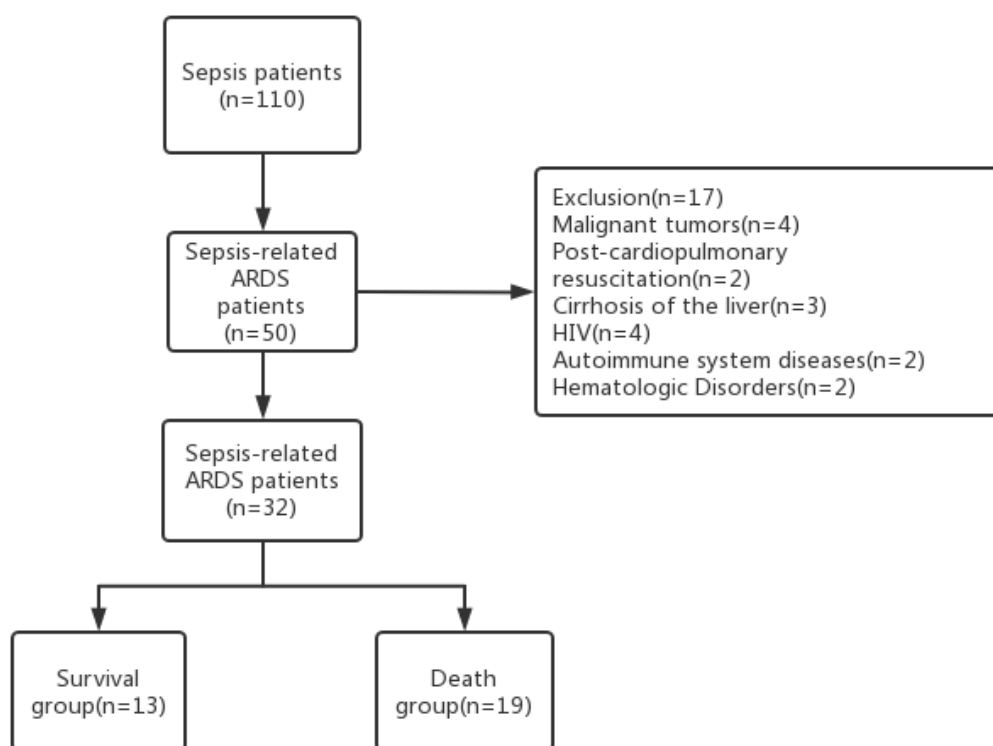 Sepsis patients
(n=110)
Sepsis-related
ARDS
patients
(n=50)
Exclusion(n=17)
Malignant tumors(n=4)
Post-cardiopulmonary
resuscitation(n=2)
Cirrhosis of the liver(n=3)
HIV(n=4)
Autoimmune system diseases(n=2)
Hematologic Disorders(n=2)
Sepsis-related
ARDS patients
(n=32)
Survival
group(n=13)
Death
group(n=19)